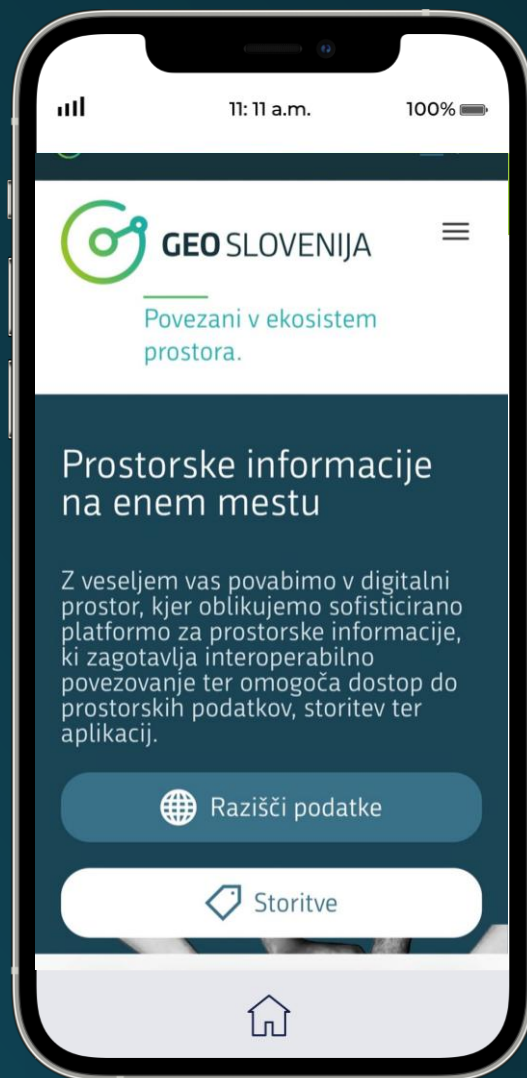 11:11 a.m.
100%
GEO SLOVENIJA
Povezani v ekosistem
prostora.
Prostorske informacije
na enem mestu
Z veseljem vas povabimo v digitalni
prostor, kjer oblikujemo sofisticirano
platformo za prostorske informacije,
ki zagotavlja interoperabilno
povezovanje ter omogoča dostop do
prostorskih podatkov, storitev ter
aplikacij.
Razišči podatke
Storitve